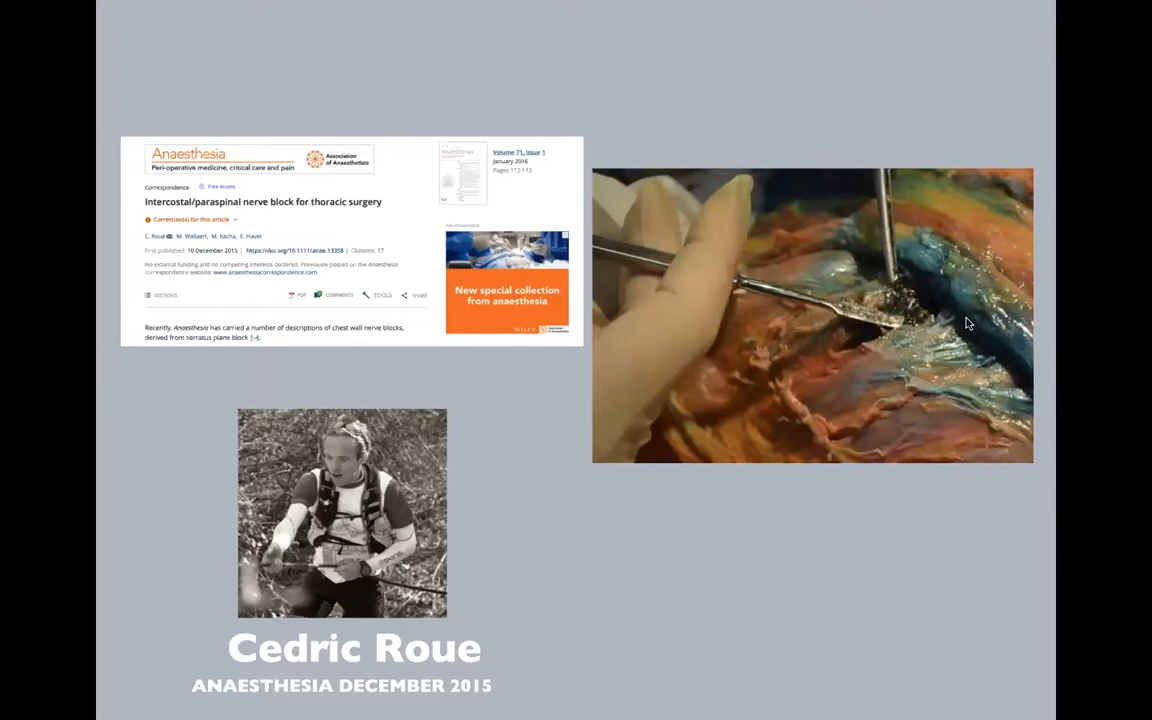 Anaesthesia
Peri-operative medicine, critical care and pain
Association
of Anaesthetists
Correspondence Free Access
Intercostal/paraspinal nerve block for thoracic surgery
Correction(s) for this article
C. Roué, M. Wallaert, M. Kacha, E. Havet
First published: 10 December 2015 | https://doi.org/10.1111/anae.13358 | Citations: 17
No external funding and no competing interests declared. Previously posted on the Anaesthesia
correspondence website: www.anaesthesiacorrespondence.com
SECTIONS PDF COMMENTS TOOLS SHARE
Recently, Anaesthesia has carried a number of descriptions of chest wall nerve blocks,
derived from serratus plane block 1-4.
Volume 71, Issue 1
January 2016
Pages 112-113
New special collection
from anaesthesia
WILEY
Cedric Roue
ANAESTHESIA DECEMBER 2015